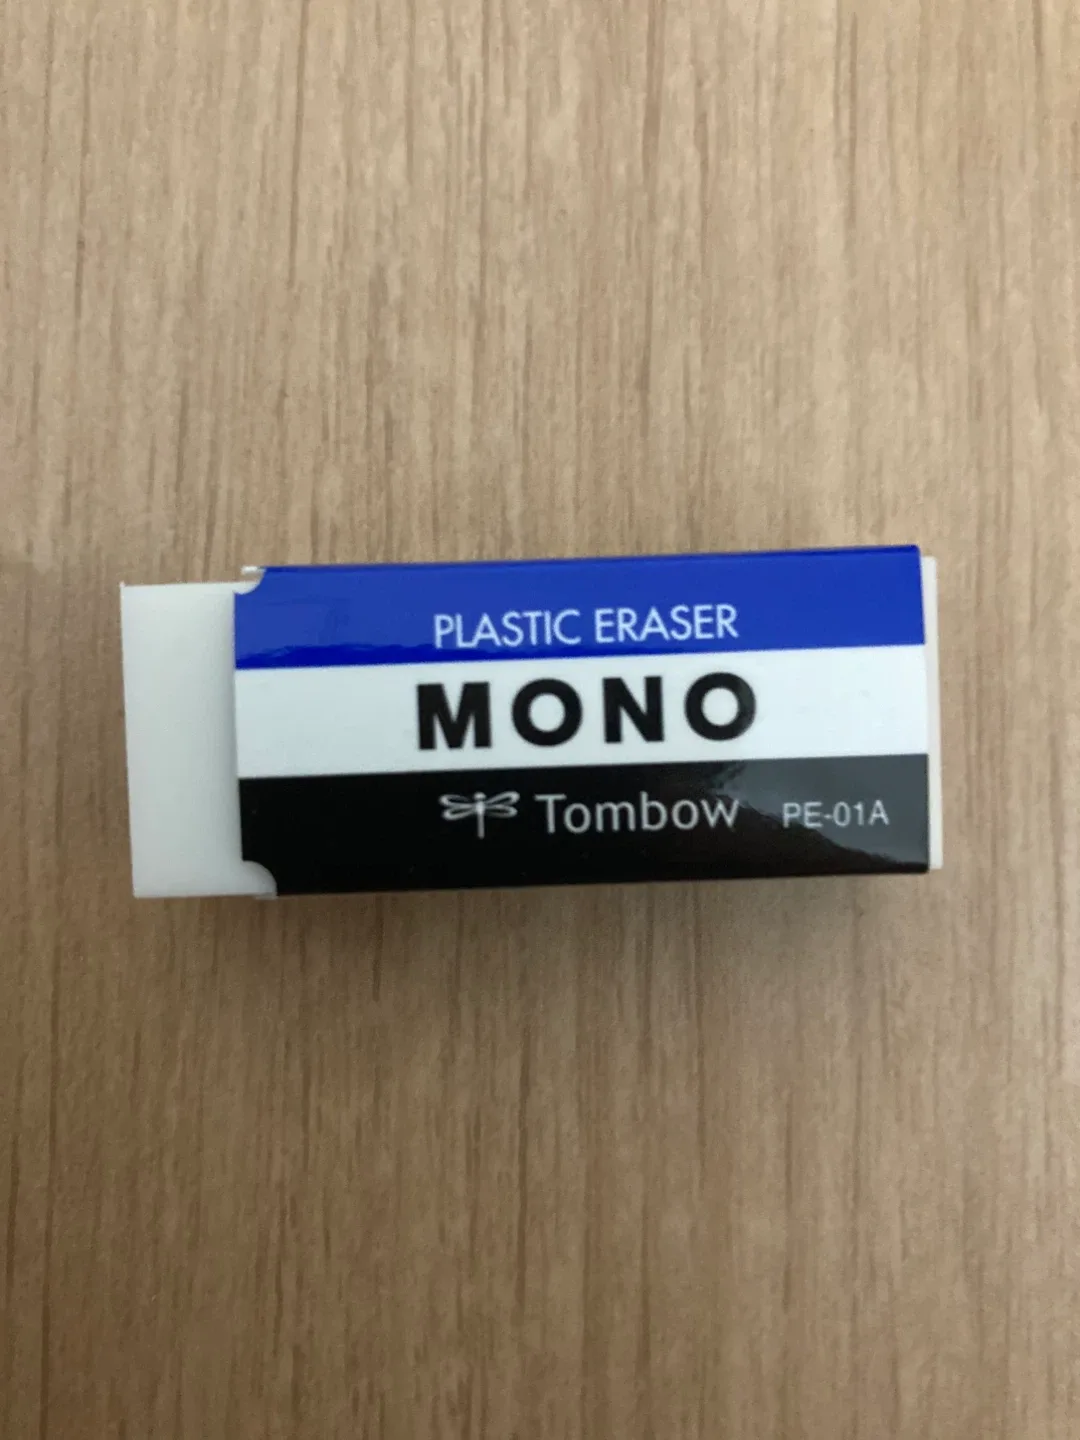 PLASTIC ERASER
MONO
Tombow PE-01A